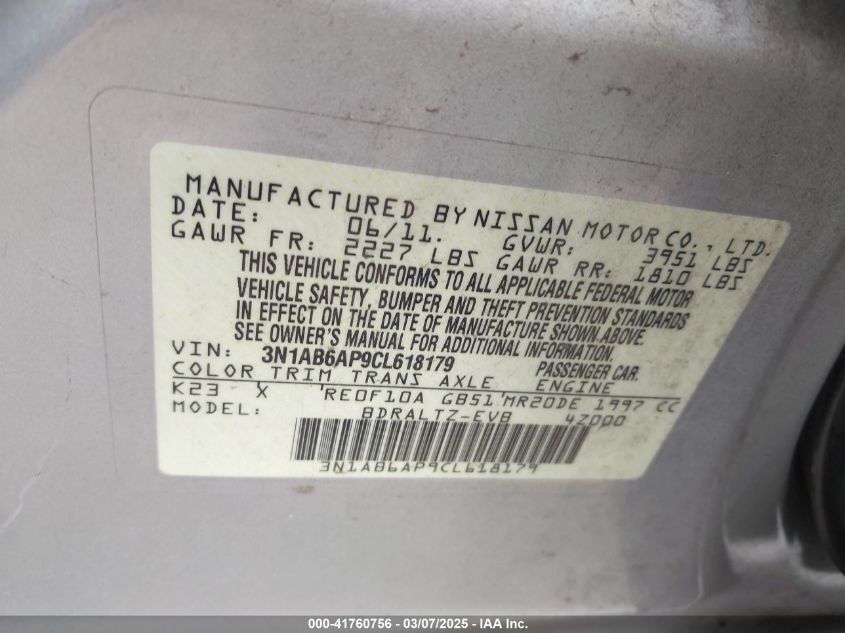 MANUFACTURED BY NISSAN MOTOR CO., LTD.
DATE: 06/11. GVWR: 3951 LBS
GAWR FR: 2227 LBS GAWR RR: 1810 LBS
THIS VEHICLE CONFORMS TO ALL APPLICABLE FEDERAL MOTOR
VEHICLE SAFETY, BUMPER AND THEFT PREVENTION STANDARDS
IN EFFECT ON THE DATE OF MANUFACTURE SHOWN ABOVE.
SEE OWNER'S MANUAL FOR ADDITIONAL INFORMATION.
VIN: 3N1AB6AP9CL618179 PASSENGER CAR.
COLOR TRIM TRANS AXLE ENGINE
K23 X 'RE0F10A GB51'MR20DE 1997 CC
MODEL: BDRALTZ-EVB 4Z000
3N1AB6AP9CL618179
000-41760756 - 03/07/2025 - IAA Inc.